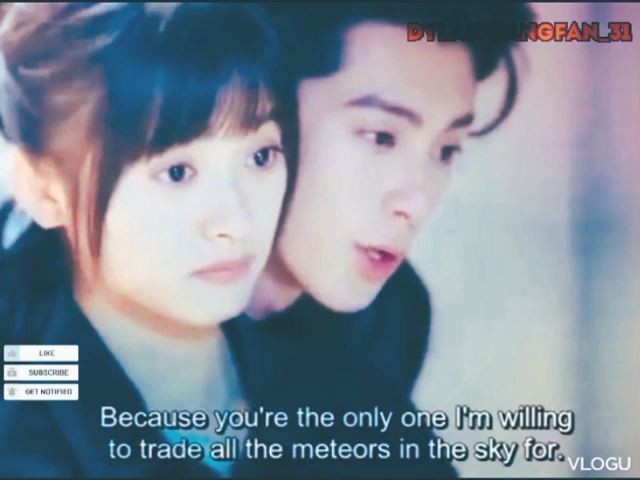 DYLANWANGFAN_31
LIKE
SUBSCRIBE
GET NOTIFIED
Because you're the only one I'm willing
to trade all the meteors in the sky for.
VLOGU